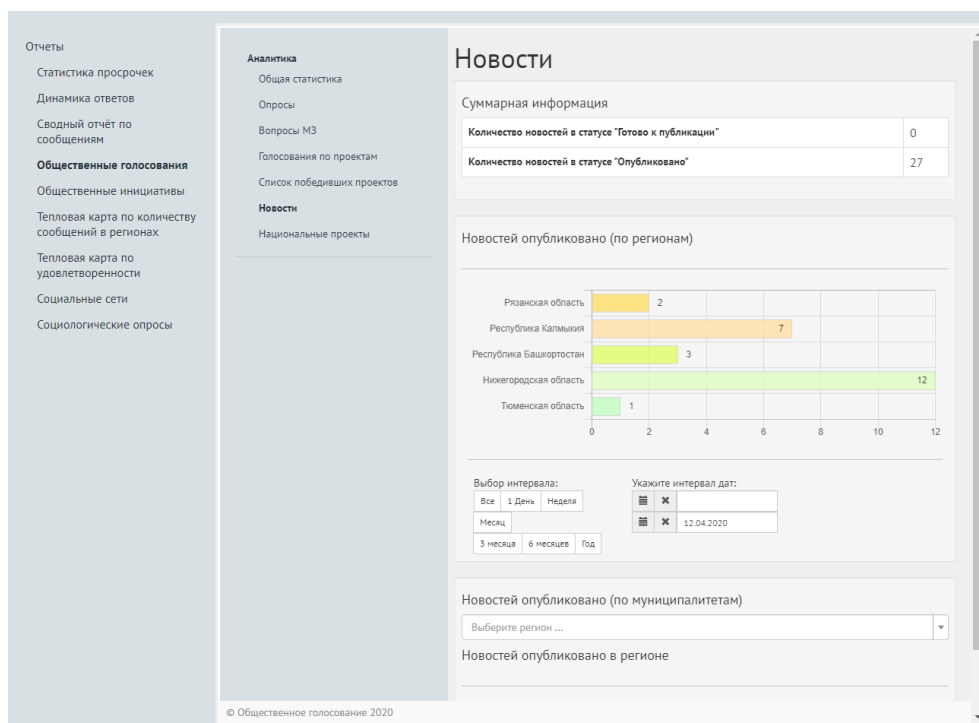 Отчеты
Статистика просрочек
Динамика ответов
Сводный отчёт по
сообщениям
Общественные голосования
Общественные инициативы
Тепловая карта по количеству
сообщений в регионах
Тепловая карта по
удовлетворенности
Социальные сети
Социологические опросы
Аналитика
Общая статистика
Опросы
Вопросы МЗ
Голосования по проектам
Список победивших проектов
Новости
Национальные проекты
Новости
Суммарная информация
Количество новостей в статусе "Готово к публикации" 0
Количество новостей в статусе "Опубликовано" 27
Новостей опубликовано (по регионам)
Рязанская область 2
Республика Калмыкия 7
Республика Башкортостан 3
Нижегородская область 12
Тюменская область 1
0 2 4 6 8 10 12
Выбор интервала:
Все 1 День Неделя
Месяц
3 месяца 6 месяцев Год
Укажите интервал дат:
12.04.2020
Новостей опубликовано (по муниципалитетам)
Выберите регион ...
Новостей опубликовано в регионе
© Общественное голосование 2020